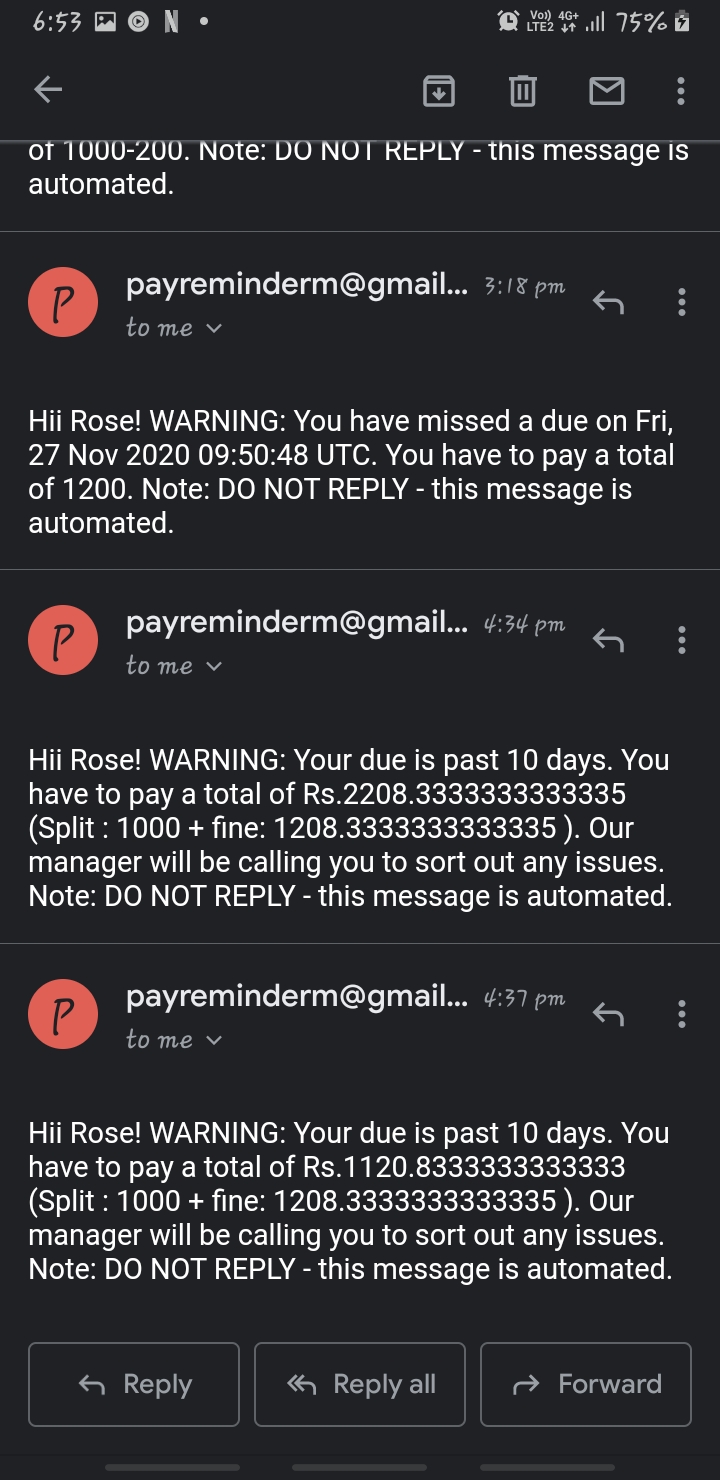 6:53 N Vo)) LTE2 4G+ 75%
of 1000-200. Note: DO NOT REPLY - this message is
automated.
P payreminderm@gmail... 3:18 pm
to me
Hii Rose! WARNING: You have missed a due on Fri,
27 Nov 2020 09:50:48 UTC. You have to pay a total
of 1200. Note: DO NOT REPLY - this message is
automated.
P payreminderm@gmail... 4:34 pm
to me
Hii Rose! WARNING: Your due is past 10 days. You
have to pay a total of Rs.2208.3333333333335
(Split : 1000 + fine: 1208.3333333333335 ). Our
manager will be calling you to sort out any issues.
Note: DO NOT REPLY - this message is automated.
P payreminderm@gmail... 4:37 pm
to me
Hii Rose! WARNING: Your due is past 10 days. You
have to pay a total of Rs.1120.8333333333333
(Split : 1000 + fine: 1208.3333333333335 ). Our
manager will be calling you to sort out any issues.
Note: DO NOT REPLY - this message is automated.
Reply Reply all Forward